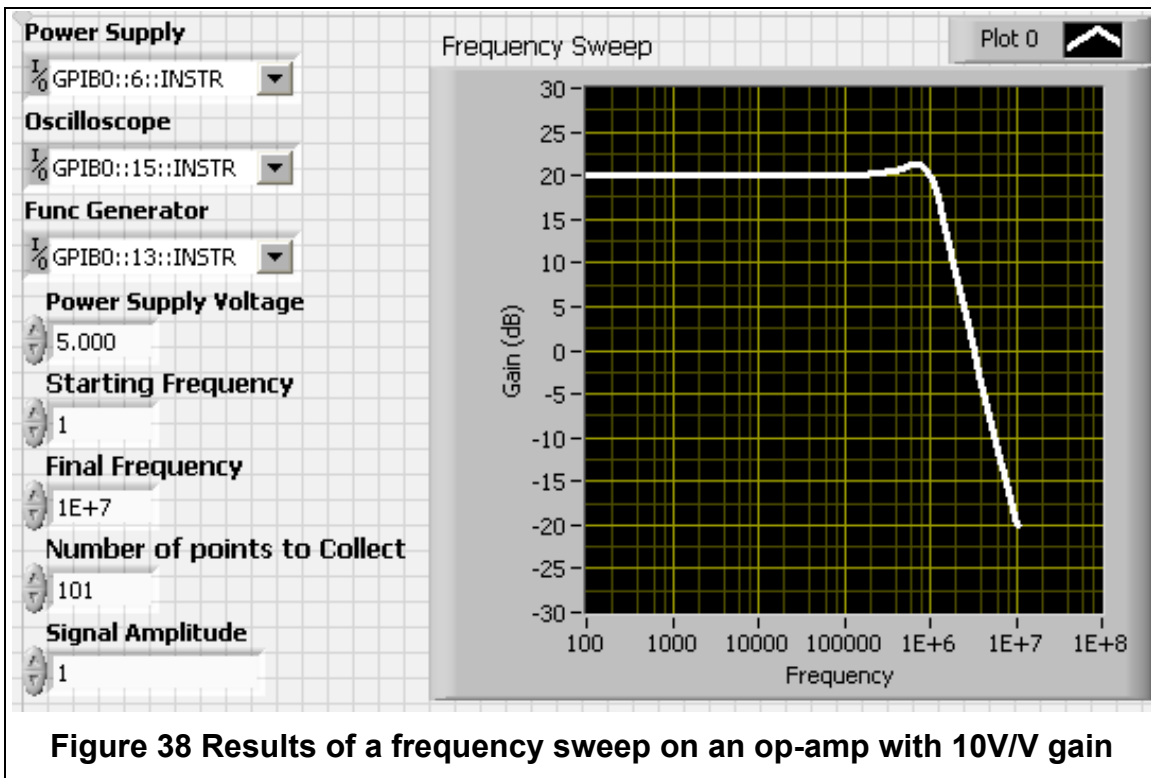 Power Supply
I/O GPIB0::6::INSTR
Oscilloscope
I/O GPIB0::15::INSTR
Func Generator
I/O GPIB0::13::INSTR
Power Supply Voltage
5.000
Starting Frequency
1
Final Frequency
1E+7
Number of points to Collect
101
Signal Amplitude
1
Frequency Sweep
Plot 0
Gain (dB)
30
25
20
15
10
5
0
-5
-10
-15
-20
-25
-30
100 1000 10000 100000 1E+6 1E+7 1E+8
Frequency
Figure 38 Results of a frequency sweep on an op-amp with 10V/V gain